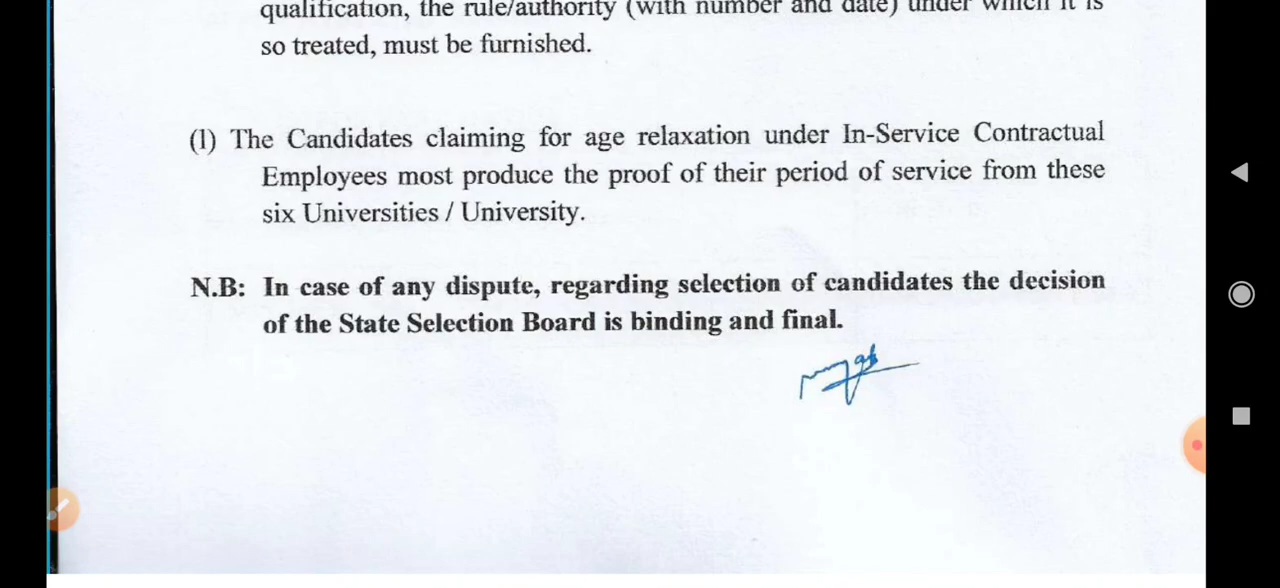 qualification, the rule/authority (with number and date) under which it is
so treated, must be furnished.
(l) The Candidates claiming for age relaxation under In-Service Contractual
Employees most produce the proof of their period of service from these
six Universities / University.
N.B: In case of any dispute, regarding selection of candidates the decision
of the State Selection Board is binding and final.